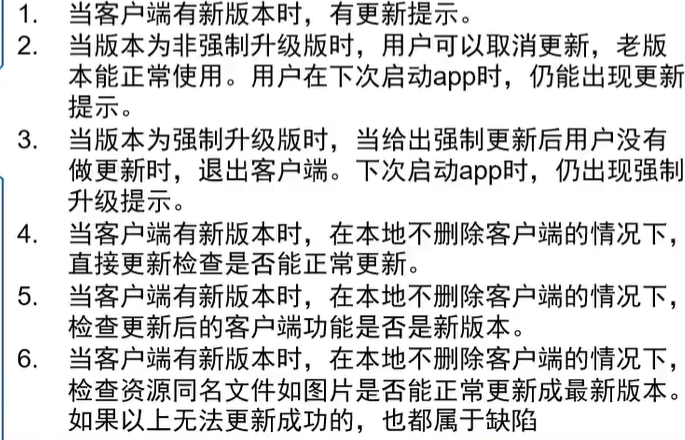 1. 当客户端有新版本时，有更新提示。
2. 当版本为非强制升级版时，用户可以取消更新，老版
本能正常使用。用户在下次启动app时，仍能出现更新
提示。
3. 当版本为强制升级版时，当给出强制更新后用户没有
做更新时，退出客户端。下次启动app时，仍出现强制
升级提示。
4. 当客户端有新版本时，在本地不删除客户端的情况下，
直接更新检查是否能正常更新。
5. 当客户端有新版本时，在本地不删除客户端的情况下，
检查更新后的客户端功能是否是新版本。
6. 当客户端有新版本时，在本地不删除客户端的情况下，
检查资源同名文件如图片是否能正常更新成最新版本。
如果以上无法更新成功的，也都属于缺陷